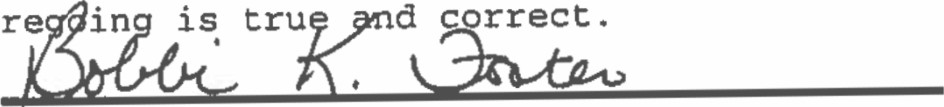 regoing is true and correct.
Bobbi K. Foster